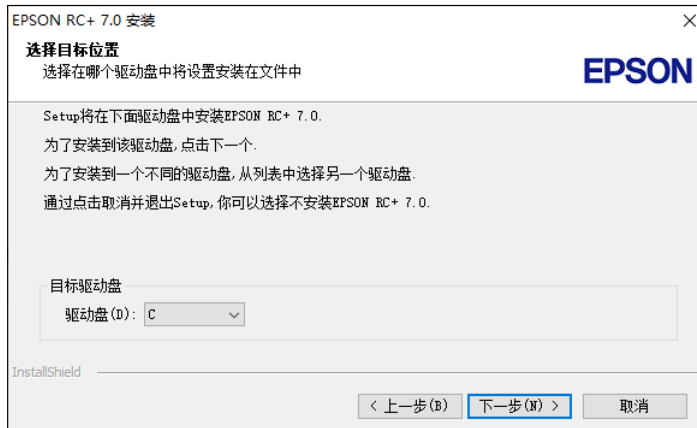 EPSON RC+ 7.0 安装
选择目标位置
选择在哪个驱动盘中将设置安装在文件中
EPSON
Setup将在下面驱动盘中安装EPSON RC+ 7.0.
为了安装到该驱动盘,点击下一个.
为了安装到一个不同的驱动盘,从列表中选择另一个驱动盘.
通过点击取消并退出Setup,你可以选择不安装EPSON RC+ 7.0.
目标驱动盘
驱动盘(D): C
InstallShield
< 上一步(B) 下一步(N) > 取消